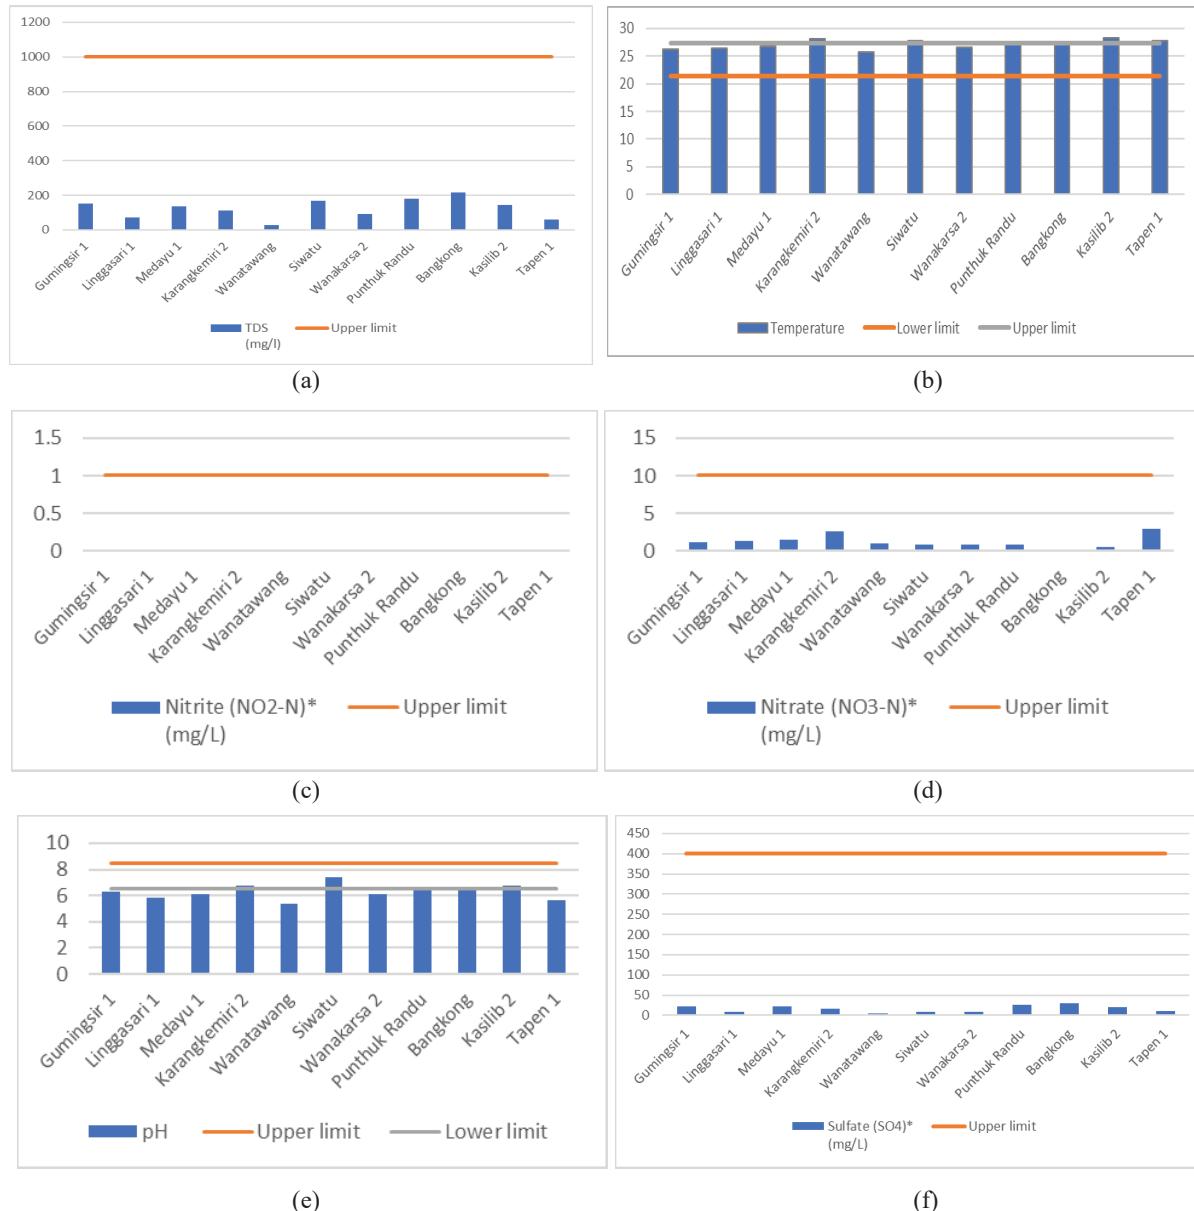 1200
1000
800
600
400
200
0
Gumingsir 1
Linggasari 1
Medayu 1
Karangkemiri 2
Wanatawang
Siwatu
Wanakarsa 2
Punthuk Randu
Bangkong
Kasilib 2
Tapen 1
TDS
(mg/l)
Upper limit
(a)
30
25
20
15
10
5
0
Gumingsir 1
Linggasari 1
Medayu 1
Karangkemiri 2
Wanatawang
Siwatu
Wanakarsa 2
Punthuk Randu
Bangkong
Kasilib 2
Tapen 1
Temperature
Lower limit
Upper limit
(b)
1.5
1
0.5
0
Gumingsir 1
Linggasari 1
Medayu 1
Karangkemiri 2
Wanatawang
Siwatu
Wanakarsa 2
Punthuk Randu
Bangkong
Kasilib 2
Tapen 1
Nitrite (NO2-N)*
(mg/L)
Upper limit
(c)
15
10
5
0
Gumingsir 1
Linggasari 1
Medayu 1
Karangkemiri 2
Wanatawang
Siwatu
Wanakarsa 2
Punthuk Randu
Bangkong
Kasilib 2
Tapen 1
Nitrate (NO3-N)*
(mg/L)
Upper limit
(d)
10
8
6
4
2
0
Gumingsir 1
Linggasari 1
Medayu 1
Karangkemiri 2
Wanatawang
Siwatu
Wanakarsa 2
Punthuk Randu
Bangkong
Kasilib 2
Tapen 1
pH
Upper limit
Lower limit
(e)
450
400
350
300
250
200
150
100
50
0
Gumingsir 1
Linggasari 1
Medayu 1
Karangkemiri 2
Wanatawang
Siwatu
Wanakarsa 2
Punthuk Randu
Bangkong
Kasilib 2
Tapen 1
Sulfate (SO4)*
(mg/L)
Upper limit
(f)